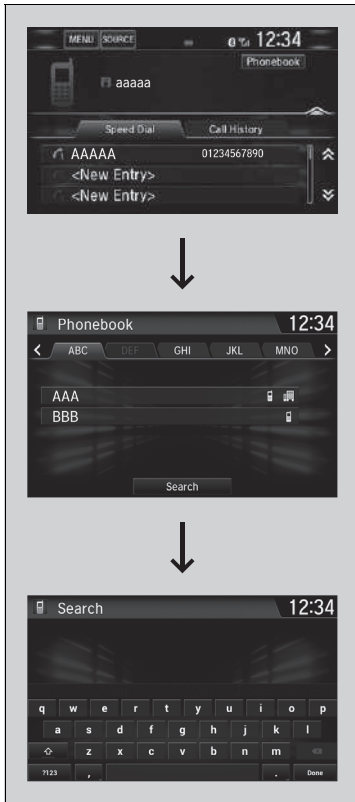 MENU SOURCE 12:34
Phonebook
aaaaa
Speed Dial Call History
AAAAA 01234567890
<New Entry>
<New Entry>
Phonebook 12:34
ABC DEF GHI JKL MNO
AAA
BBB
Search
Search 12:34
q w e r t y u i o p
a s d f g h j k l
z x c v b n m
?123 , . Done